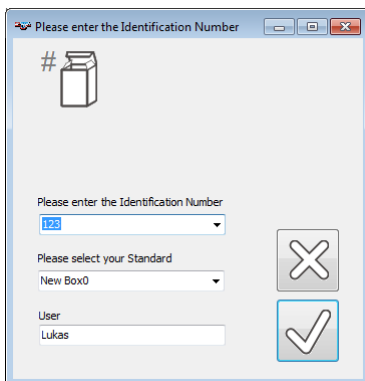 Please enter the Identification Number
#
Please enter the Identification Number
123
Please select your Standard
New Box0
User
Lukas